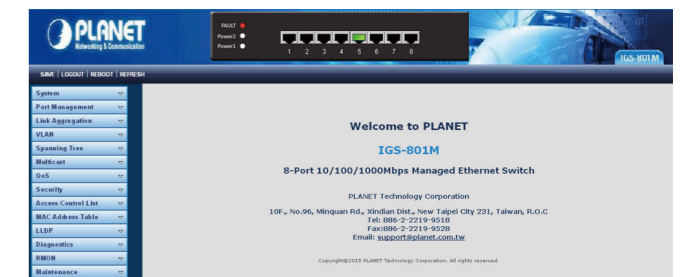 PLANET
Networking & Communication
FAULT
Power2
Power1
1 2 3 4 5 6 7 8
IGS-801M
SAVE | LOGOUT | REBOOT | REFRESH
System
Port Management
Link Aggregation
VLAN
Spanning Tree
Multicast
QoS
Security
Access Control List
MAC Address Table
LLDP
Diagnostics
RMON
Maintenance
Welcome to PLANET
IGS-801M
8-Port 10/100/1000Mbps Managed Ethernet Switch
PLANET Technology Corporation
10F., No.96, Minquan Rd., Xindian Dist., New Taipei City 231, Taiwan, R.O.C
Tel: 886-2-2219-9518
Fax:886-2-2219-9528
Email: support@planet.com.tw
Copyright©2015 PLANET Technology Corporation. All rights reserved.